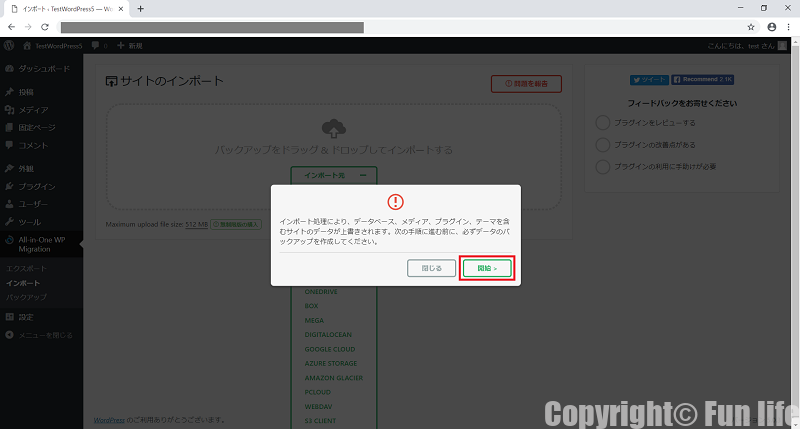 インポート ‹ TestWordPress5 — Wo
TestWordPress5
0
新規
こんにちは、test さん
ダッシュボード
投稿
メディア
固定ページ
コメント
外観
プラグイン
ユーザー
ツール
All-in-One WP
Migration
エクスポート
インポート
バックアップ
設定
メニューを閉じる
サイトのインポート
問題を報告
バックアップをドラッグ & ドロップしてインポートする
インポート元
Maximum upload file size: 512 MB
インポート処理により、データベース、メディア、プラグイン、テーマを含
むサイトのデータが上書きされます。次の手順に進む前に、必ずデータのバ
ックアップを作成してください。
閉じる
開始 >
ONEDRIVE
BOX
MEGA
DIGITALOCEAN
GOOGLE CLOUD
AZURE STORAGE
AMAZON GLACIER
PCLOUD
WEBDAV
S3 CLIENT
ツイート
Recommend 2.1K
フィードバックをお寄せください
プラグインをレビューする
プラグインの改善点がある
プラグインの利用に手助けが必要
WordPress のご利用ありがとうございます。
Copyright© Fun life